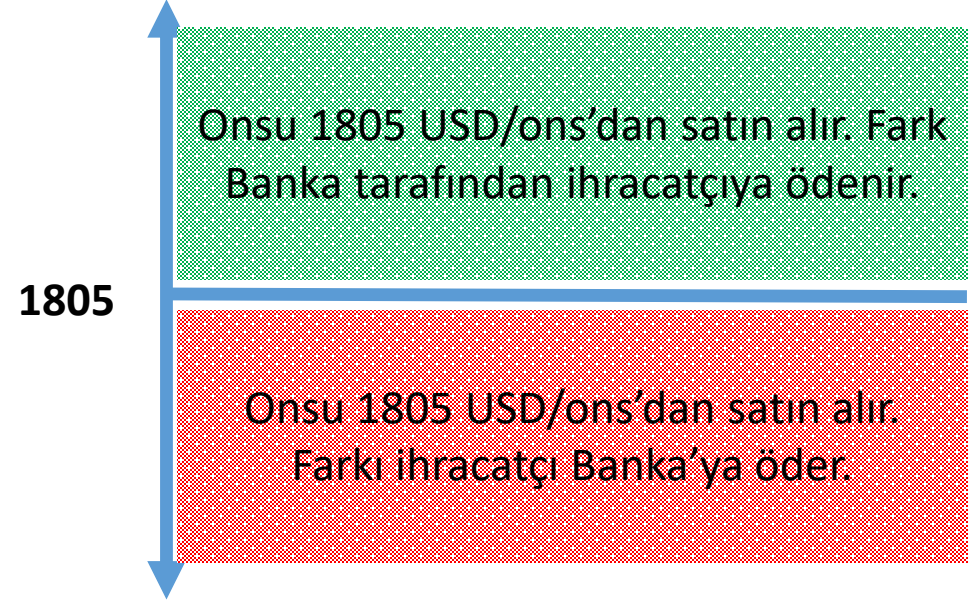 Onsu 1805 USD/ons’dan satın alır. Fark
Banka tarafından ihracatçıya ödenir.
1805
Onsu 1805 USD/ons’dan satın alır.
Farkı ihracatçı Banka’ya öder.